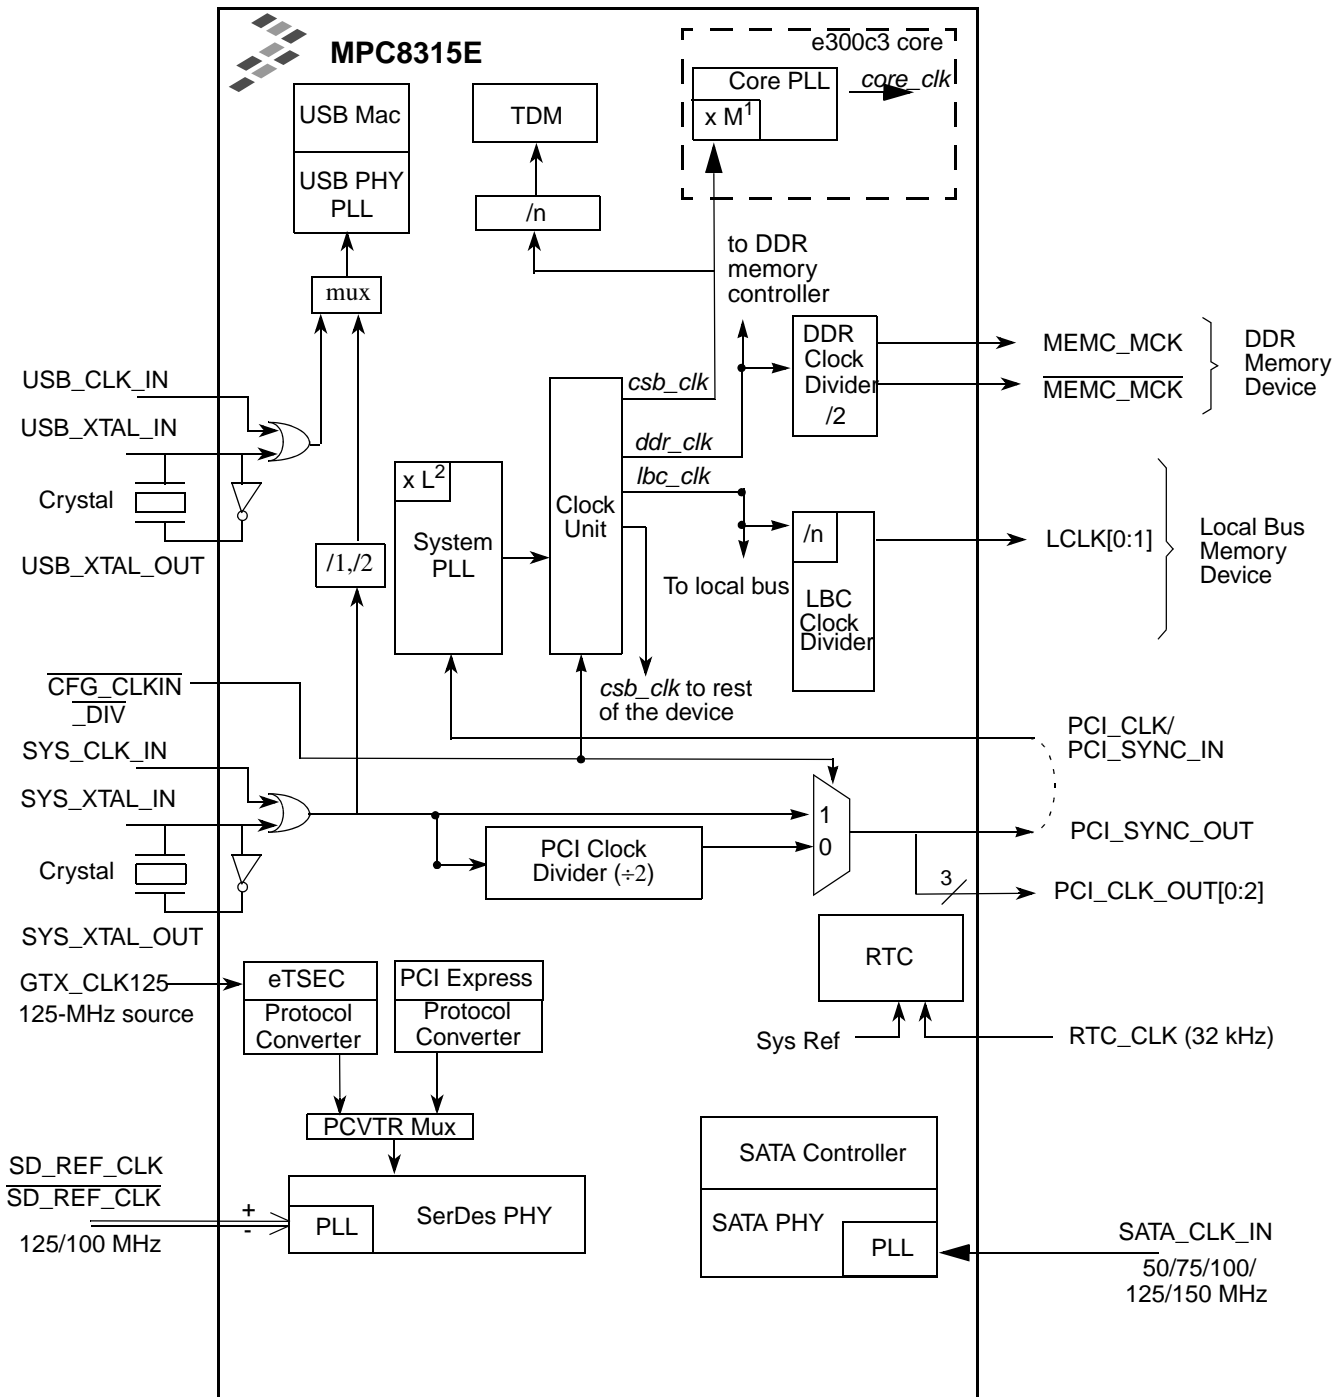 MPC8315E
e300c3 core
Core PLL
core_clk
x M1
USB Mac
USB PHY
PLL
TDM
/n
mux
to DDR
memory
controller
DDR
Clock
Divider
/2
MEMC_MCK
MEMC_MCK
DDR
Memory
Device
USB_CLK_IN
USB_XTAL_IN
Crystal
USB_XTAL_OUT
csb_clk
ddr_clk
lbc_clk
x L2
System
PLL
Clock
Unit
/1,/2
/n
LBC
Clock
Divider
To local bus
LCLK[0:1]
Local Bus
Memory
Device
csb_clk to rest
of the device
CFG_CLKIN
_DIV
SYS_CLK_IN
SYS_XTAL_IN
Crystal
SYS_XTAL_OUT
PCI_CLK/
PCI_SYNC_IN
1
0
PCI Clock
Divider (÷2)
PCI_SYNC_OUT
3
PCI_CLK_OUT[0:2]
GTX_CLK125
125-MHz source
eTSEC
Protocol
Converter
PCI Express
Protocol
Converter
RTC
Sys Ref
RTC_CLK (32 kHz)
PCVTR Mux
SD_REF_CLK
SD_REF_CLK
+
-
125/100 MHz
PLL
SerDes PHY
SATA Controller
SATA PHY
PLL
SATA_CLK_IN
50/75/100/
125/150 MHz